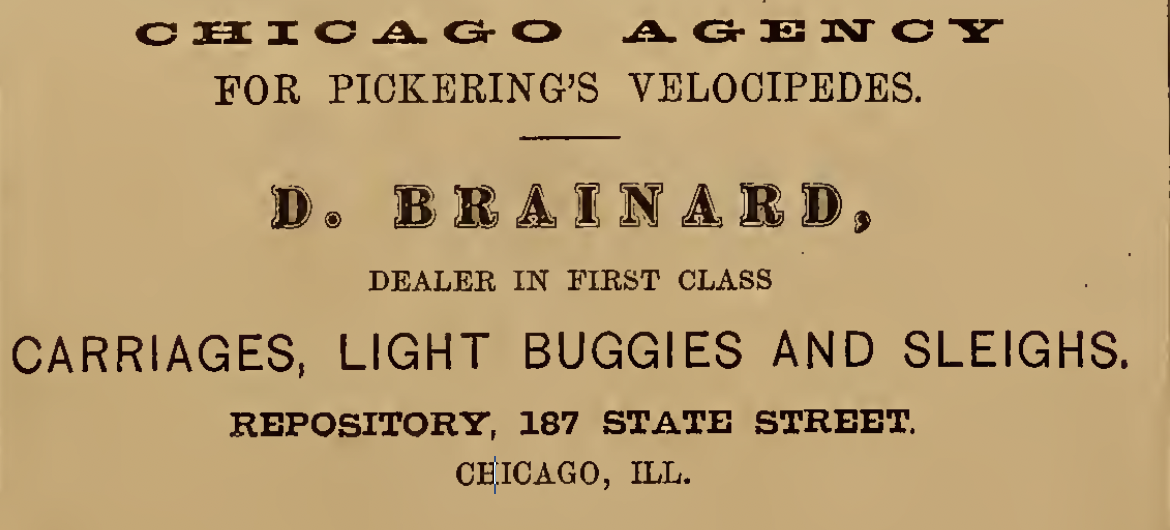 CHICAGO AGENCY
FOR PICKERING'S VELOCIPEDES.
D. BRAINARD,
DEALER IN FIRST CLASS
CARRIAGES, LIGHT BUGGIES AND SLEIGHS.
REPOSITORY, 187 STATE STREET.
CHICAGO, ILL.